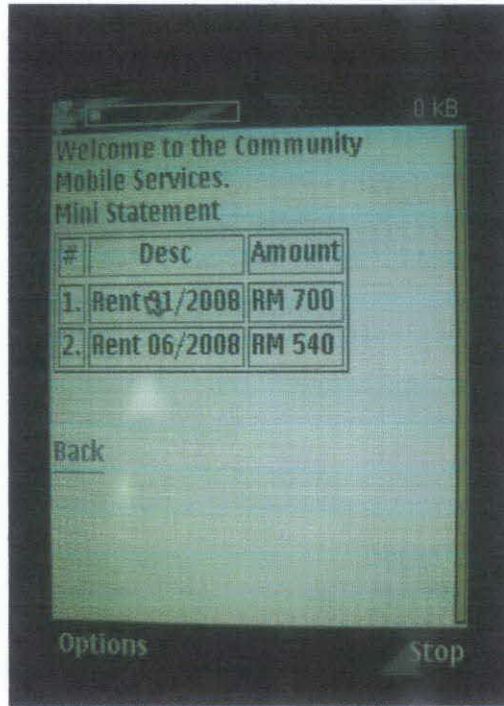 0 KB
Welcome to the Community
Mobile Services.
Mini Statement
# Desc Amount
1. Rent RM 700
2. Rent 06/2008 RM 540
Back
Options Stop